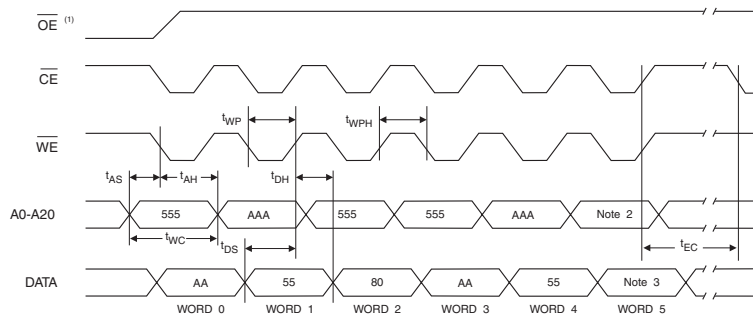 OE (1)
CE
tWP
tWPH
WE
tAS
tAH
tDH
A0-A20
555
AAA
555
555
AAA
Note 2
tWC
tDS
tEC
DATA
AA
55
80
AA
55
Note 3
WORD 0
WORD 1
WORD 2
WORD 3
WORD 4
WORD 5